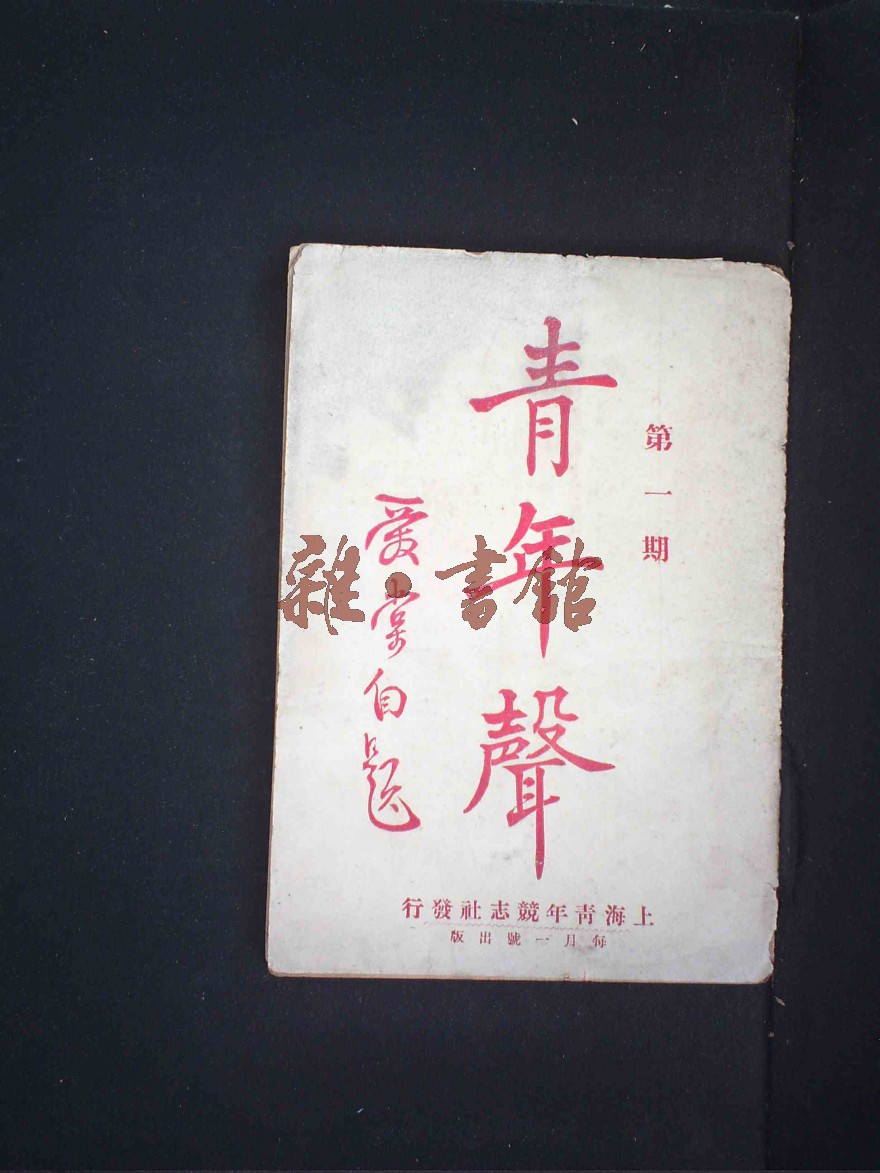 第一期
青年聲
愛棠自題
上海青年競志社發行
每月一號出版
雜·書館